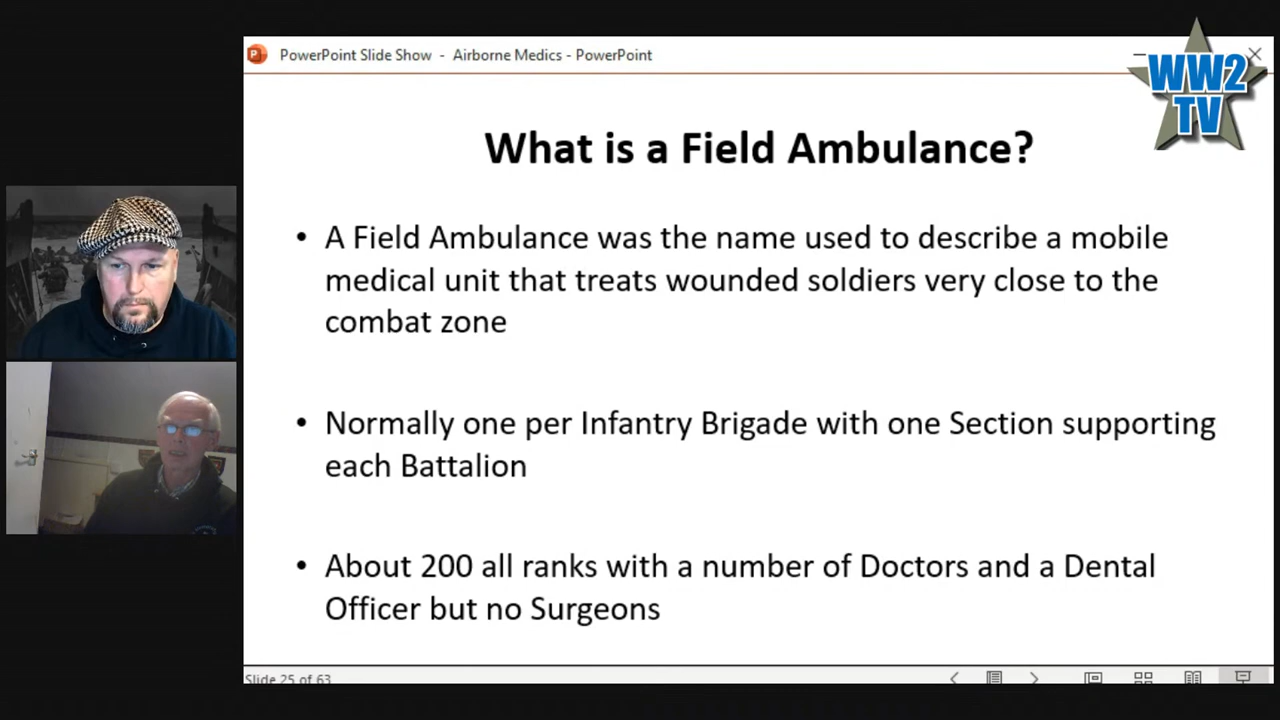 PowerPoint Slide Show - Airborne Medics - PowerPoint
WW2
TV
What is a Field Ambulance?
• A Field Ambulance was the name used to describe a mobile
medical unit that treats wounded soldiers very close to the
combat zone
• Normally one per Infantry Brigade with one Section supporting
each Battalion
• About 200 all ranks with a number of Doctors and a Dental
Officer but no Surgeons
Slide 25 of 63